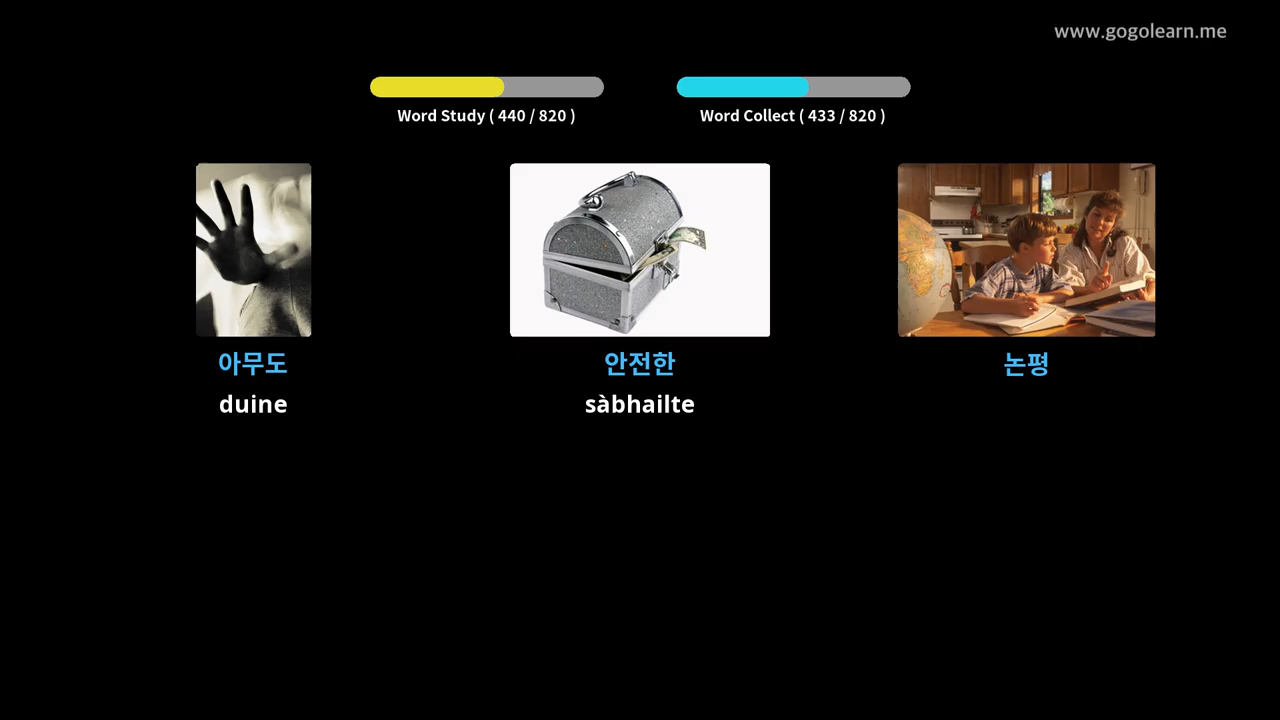 www.gogolearn.me
Word Study ( 440 / 820 )
Word Collect ( 433 / 820 )
아무도
안전한
논평
duine
sàbhailte